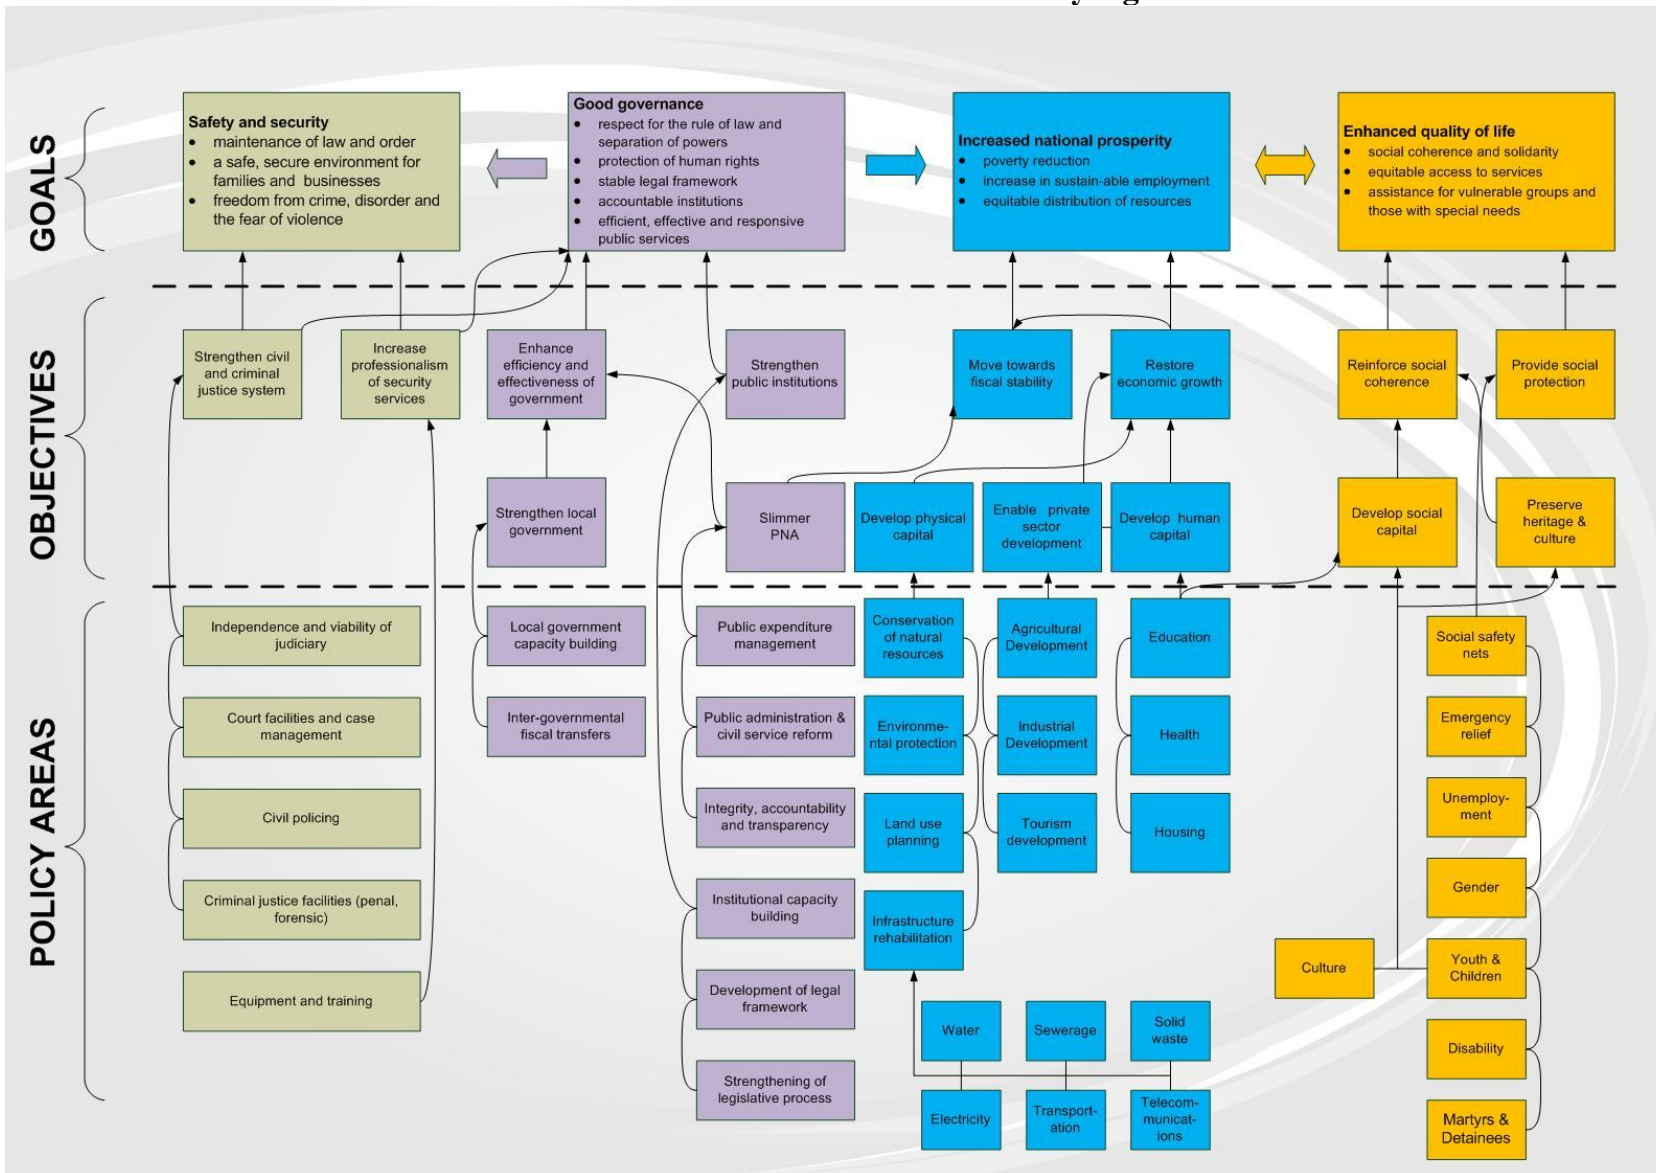 GOALS
Safety and security
• maintenance of law and order
• a safe, secure environment for
families and businesses
• freedom from crime, disorder and
the fear of violence
Good governance
• respect for the rule of law and
separation of powers
• protection of human rights
• stable legal framework
• accountable institutions
• efficient, effective and responsive
public services
Increased national prosperity
• poverty reduction
• increase in sustain-able employment
• equitable distribution of resources
Enhanced quality of life
• social coherence and solidarity
• equitable access to services
• assistance for vulnerable groups and
those with special needs
OBJECTIVES
Strengthen civil
and criminal
justice system
Increase
professionalism
of security
services
Enhance
efficiency and
effectiveness of
government
Strengthen
public institutions
Move towards
fiscal stability
Restore
economic growth
Reinforce social
coherence
Provide social
protection
Strengthen local
government
Slimmer
PNA
Develop physical
capital
Enable private
sector
development
Develop human
capital
Develop social
capital
Preserve
heritage &
culture
POLICY AREAS
Independence and viability of
judiciary
Court facilities and case
management
Civil policing
Criminal justice facilities (penal,
forensic)
Equipment and training
Local government
capacity building
Inter-governmental
fiscal transfers
Public expenditure
management
Public administration &
civil service reform
Integrity, accountability
and transparency
Institutional capacity
building
Development of legal
framework
Strengthening of
legislative process
Conservation
of natural
resources
Environme-
ntal protection
Land use
planning
Infrastructure
rehabilitation
Agricultural
Development
Industrial
Development
Tourism
development
Education
Health
Housing
Water
Sewerage
Solid
waste
Electricity
Transport-
ation
Telecom-
municat-
ions
Culture
Social safety
nets
Emergency
relief
Unemploy-
ment
Gender
Youth &
Children
Disability
Martyrs &
Detainees